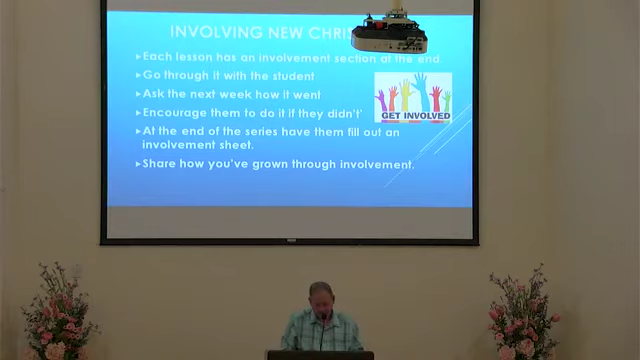 INVOLVING NEW CHRIS
Each lesson has an involvement section at the end.
Go through it with the student
Ask the next week how it went
Encourage them to do it if they didn't'
GET INVOLVED
At the end of the series have them fill out an
involvement sheet.
Share how you've grown through involvement.